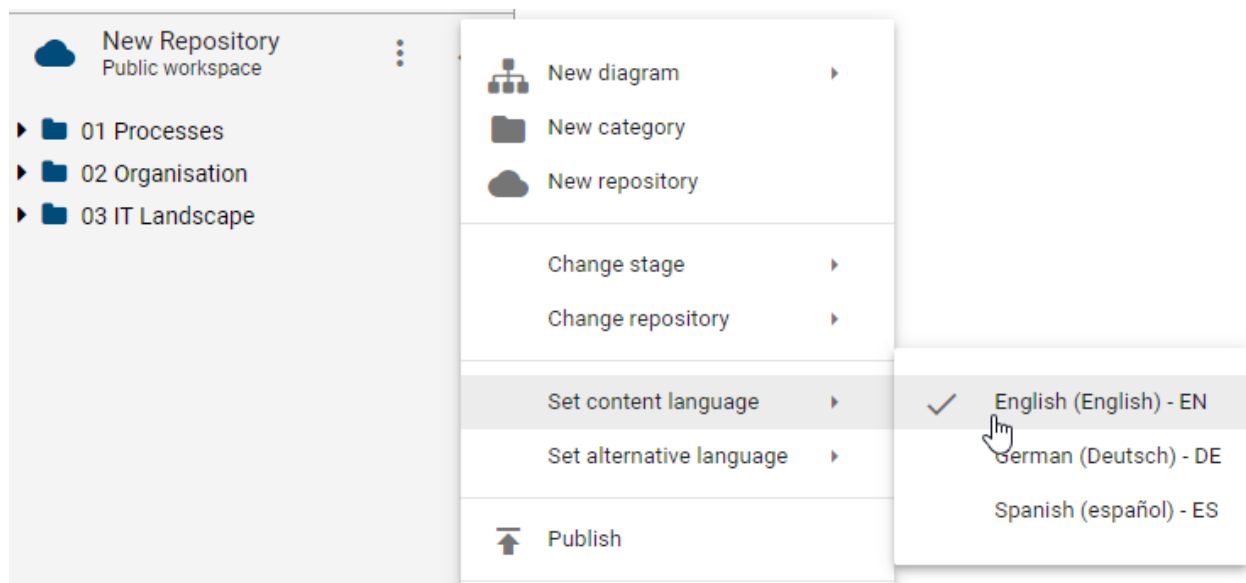 New Repository
Public workspace
01 Processes
02 Organisation
03 IT Landscape
New diagram
New category
New repository
Change stage
Change repository
Set content language
Set alternative language
Publish
English (English) - EN
German (Deutsch) - DE
Spanish (español) - ES